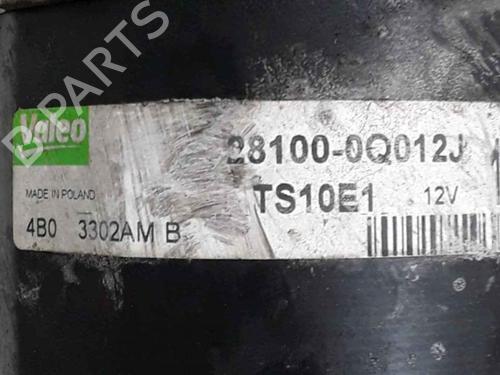 B PARTS
Valeo
28100-0Q012J
MADE IN POLAND
TS10E1 12V
4B0 3302AM B